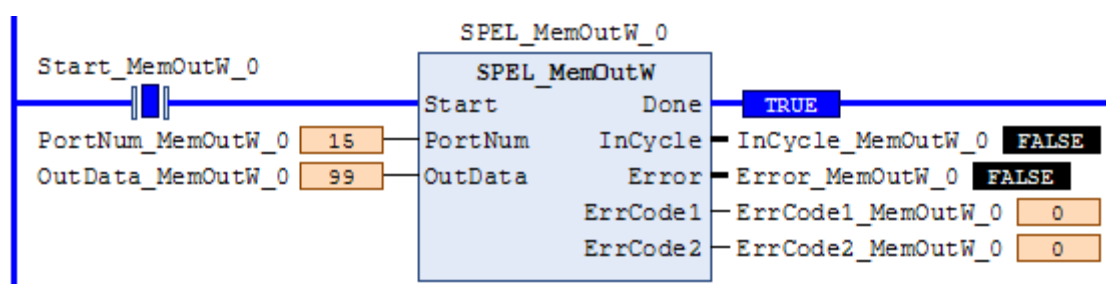 SPEL_MemOutW_0
Start_MemOutW_0
SPEL_MemOutW
Start Done TRUE
PortNum_MemOutW_0 15 PortNum InCycle InCycle_MemOutW_0 FALSE
OutData_MemOutW_0 99 OutData Error Error_MemOutW_0 FALSE
ErrCode1 ErrCode1_MemOutW_0 0
ErrCode2 ErrCode2_MemOutW_0 0